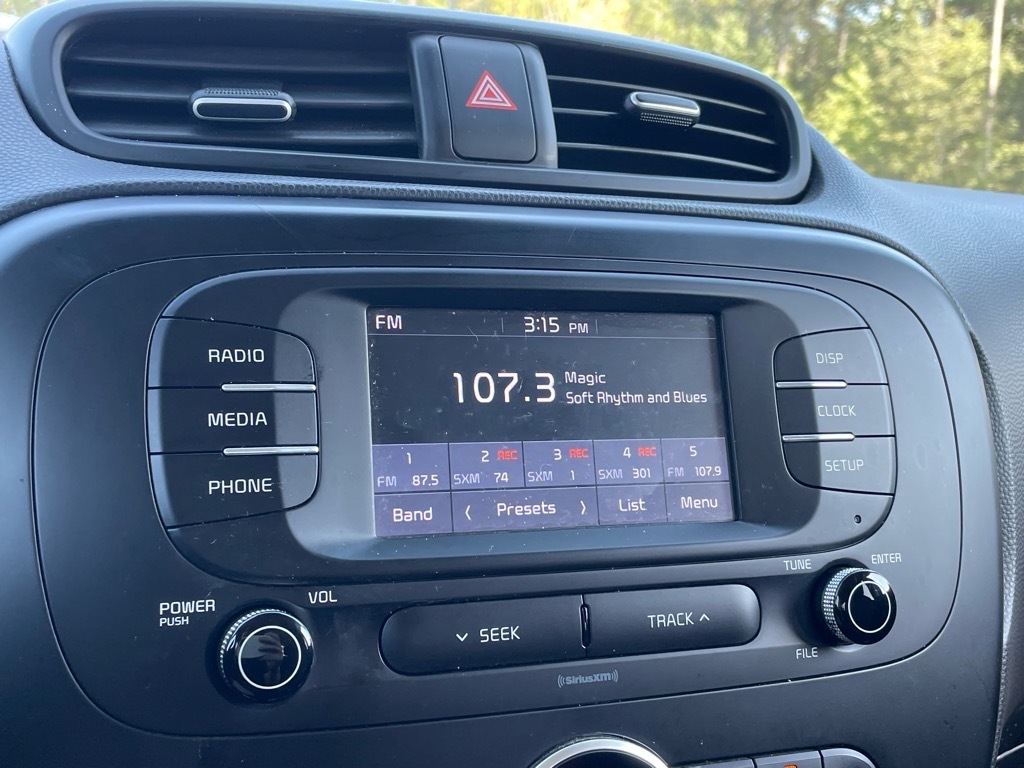 FM 3:15 PM
107.3 Magic
Soft Rhythm and Blues
1 2 REC 3 REC 4 REC 5
FM 87.5 SXM 74 SXM 1 SXM 301 FM 107.9
Band < Presets > List Menu
RADIO
MEDIA
PHONE
DISP
CLOCK
SETUP
POWER
PUSH
VOL
SEEK
TRACK
TUNE
ENTER
FILE
((SiriusXM))